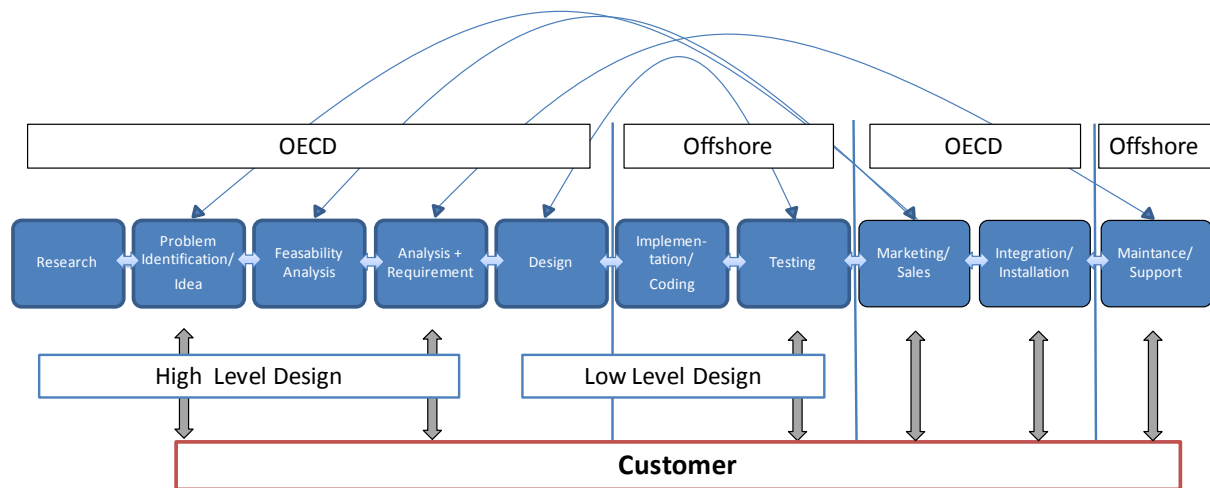 OECD
Offshore
OECD
Offshore
Research
Problem
Identification/
Idea
Feasability
Analysis
Analysis +
Requirement
Design
Implemen-
tation/
Coding
Testing
Marketing/
Sales
Integration/
Installation
Maintance/
Support
High Level Design
Low Level Design
Customer